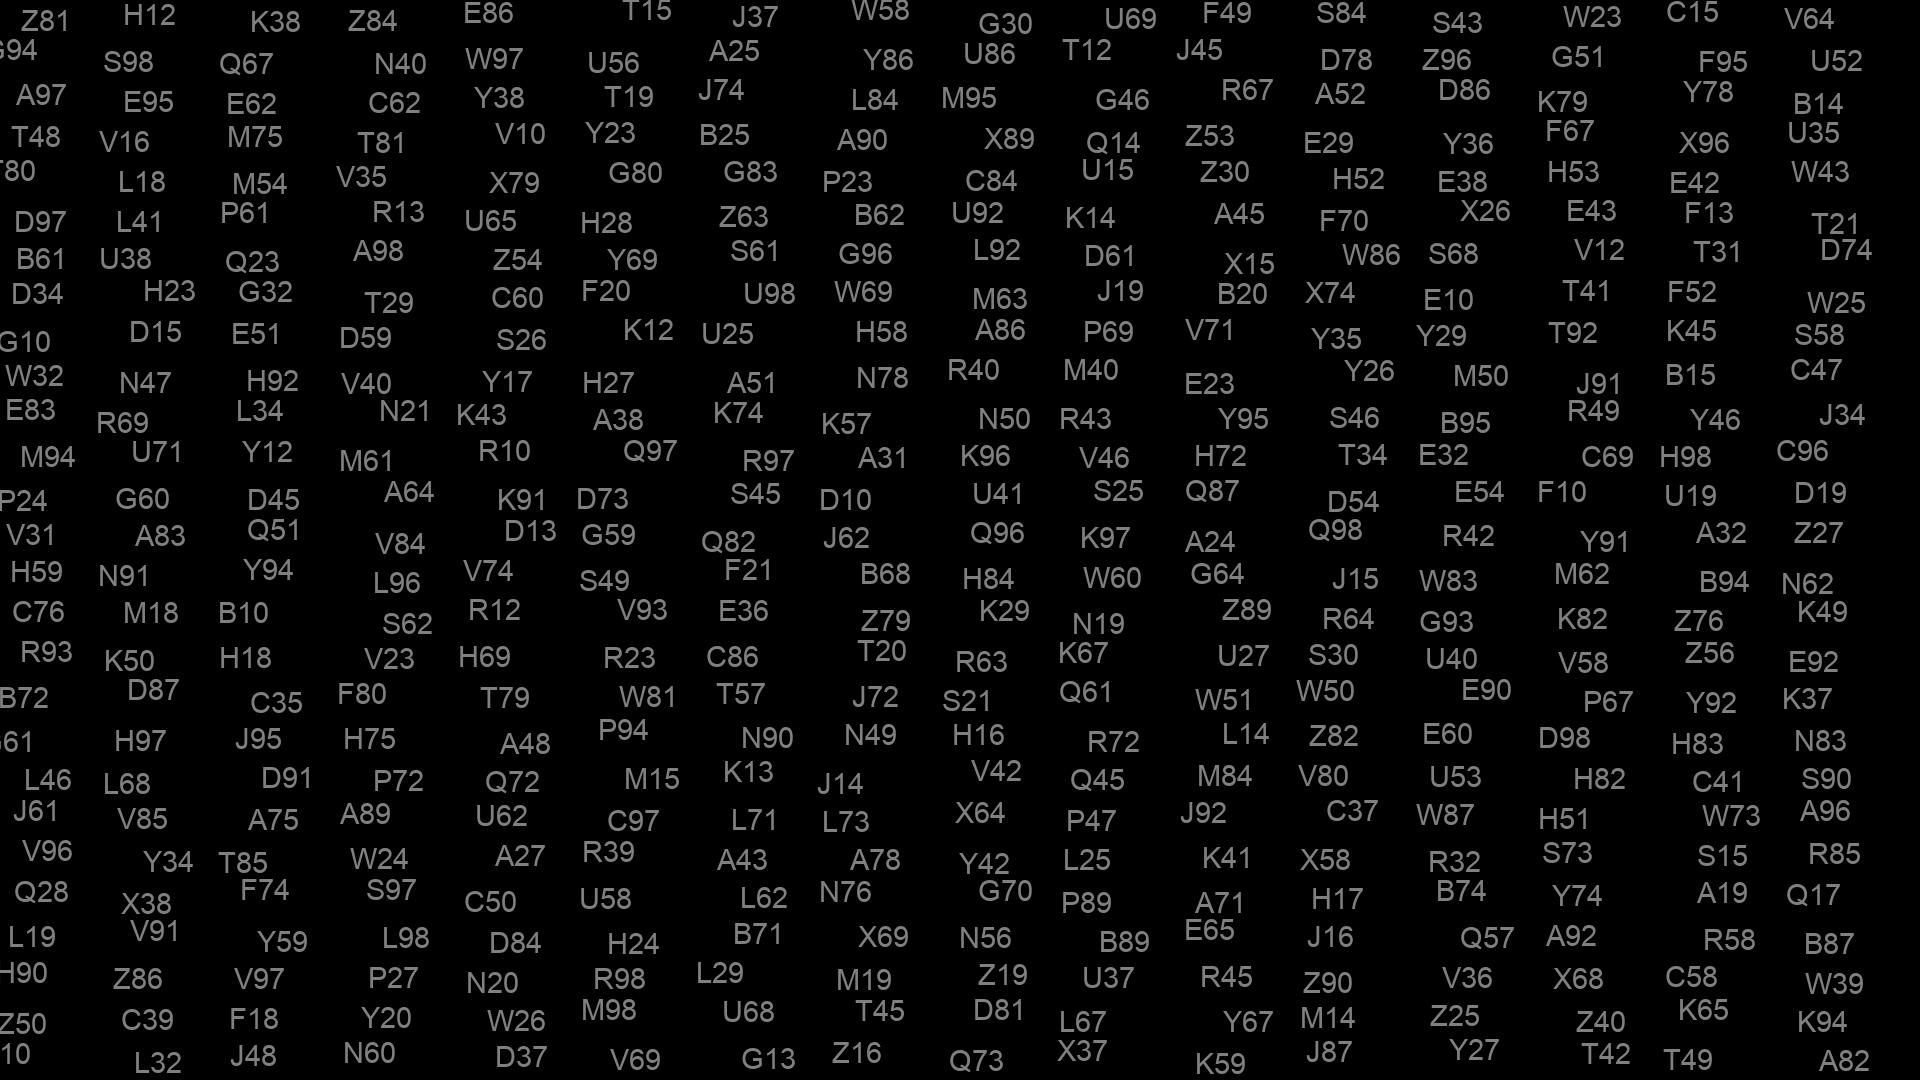 Z81 H12 K38 Z84 E86 T15 J37 W58 G30 U69 F49 S84 S43 W23 C15 V64
G94 S98 Q67 N40 W97 U56 A25 Y86 U86 T12 J45 D78 Z96 G51 F95 U52
A97 E95 E62 C62 Y38 T19 J74 L84 M95 G46 R67 A52 D86 K79 Y78 B14
T48 V16 M75 T81 V10 Y23 B25 A90 X89 Q14 Z53 E29 Y36 F67 X96 U35
T80 L18 M54 V35 X79 G80 G83 P23 C84 U15 Z30 H52 E38 H53 E42 W43
D97 L41 P61 R13 U65 H28 Z63 B62 U92 K14 A45 F70 X26 E43 F13 T21
B61 U38 Q23 A98 Z54 Y69 S61 G96 L92 D61 X15 W86 S68 V12 T31 D74
D34 H23 G32 T29 C60 F20 U98 W69 M63 J19 B20 X74 E10 T41 F52 W25
G10 D15 E51 D59 S26 K12 U25 H58 A86 P69 V71 Y35 Y29 T92 K45 S58
W32 N47 H92 V40 Y17 H27 A51 N78 R40 M40 E23 Y26 M50 J91 B15 C47
E83 R69 L34 N21 K43 A38 K74 K57 N50 R43 Y95 S46 B95 R49 Y46 J34
M94 U71 Y12 M61 R10 Q97 R97 A31 K96 V46 H72 T34 E32 C69 H98 C96
P24 G60 D45 A64 K91 D73 S45 D10 U41 S25 Q87 D54 E54 F10 U19 D19
V31 A83 Q51 V84 D13 G59 Q82 J62 Q96 K97 A24 Q98 R42 Y91 A32 Z27
H59 N91 Y94 L96 V74 S49 F21 B68 H84 W60 G64 J15 W83 M62 B94 N62
C76 M18 B10 S62 R12 V93 E36 Z79 K29 N19 Z89 R64 G93 K82 Z76 K49
R93 K50 H18 V23 H69 R23 C86 T20 R63 K67 U27 S30 U40 V58 Z56 E92
B72 D87 C35 F80 T79 W81 T57 J72 S21 Q61 W51 W50 E90 P67 Y92 K37
61 H97 J95 H75 A48 P94 N90 N49 H16 R72 L14 Z82 E60 D98 H83 N83
L46 L68 D91 P72 Q72 M15 K13 J14 V42 Q45 M84 V80 U53 H82 C41 S90
J61 V85 A75 A89 U62 C97 L71 L73 X64 P47 J92 C37 W87 H51 W73 A96
V96 Y34 T85 W24 A27 R39 A43 A78 Y42 L25 K41 X58 R32 S73 S15 R85
Q28 X38 F74 S97 C50 U58 L62 N76 G70 P89 A71 H17 B74 Y74 A19 Q17
L19 V91 Y59 L98 D84 H24 B71 X69 N56 B89 E65 J16 Q57 A92 R58 B87
H90 Z86 V97 P27 N20 R98 L29 M19 Z19 U37 R45 Z90 V36 X68 C58 W39
Z50 C39 F18 Y20 W26 M98 U68 T45 D81 L67 Y67 M14 Z25 Z40 K65 K94
10 L32 J48 N60 D37 V69 G13 Z16 Q73 X37 K59 J87 Y27 T42 T49 A82